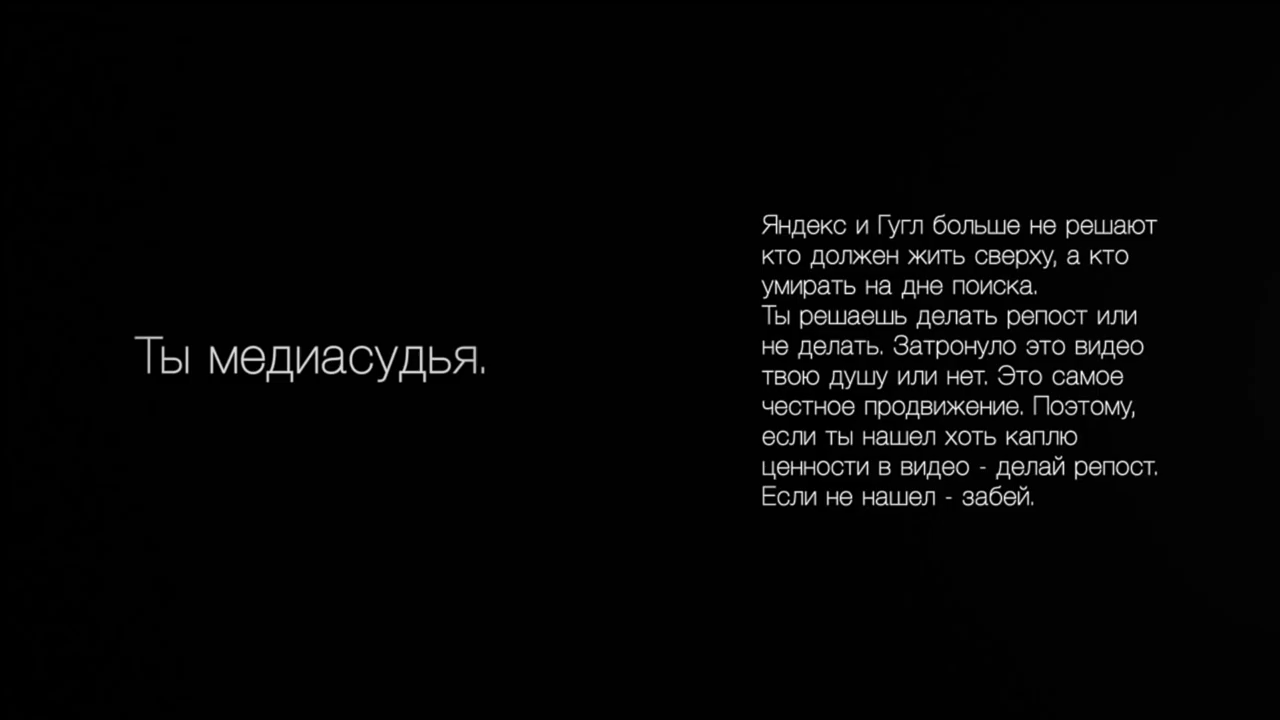 Ты медиасудья.
Яндекс и Гугл больше не решают
кто должен жить сверху, а кто
умирать на дне поиска.
Ты решаешь делать репост или
не делать. Затронуло это видео
твою душу или нет. Это самое
честное продвижение. Поэтому,
если ты нашел хоть каплю
ценности в видео - делай репост.
Если не нашел - забей.